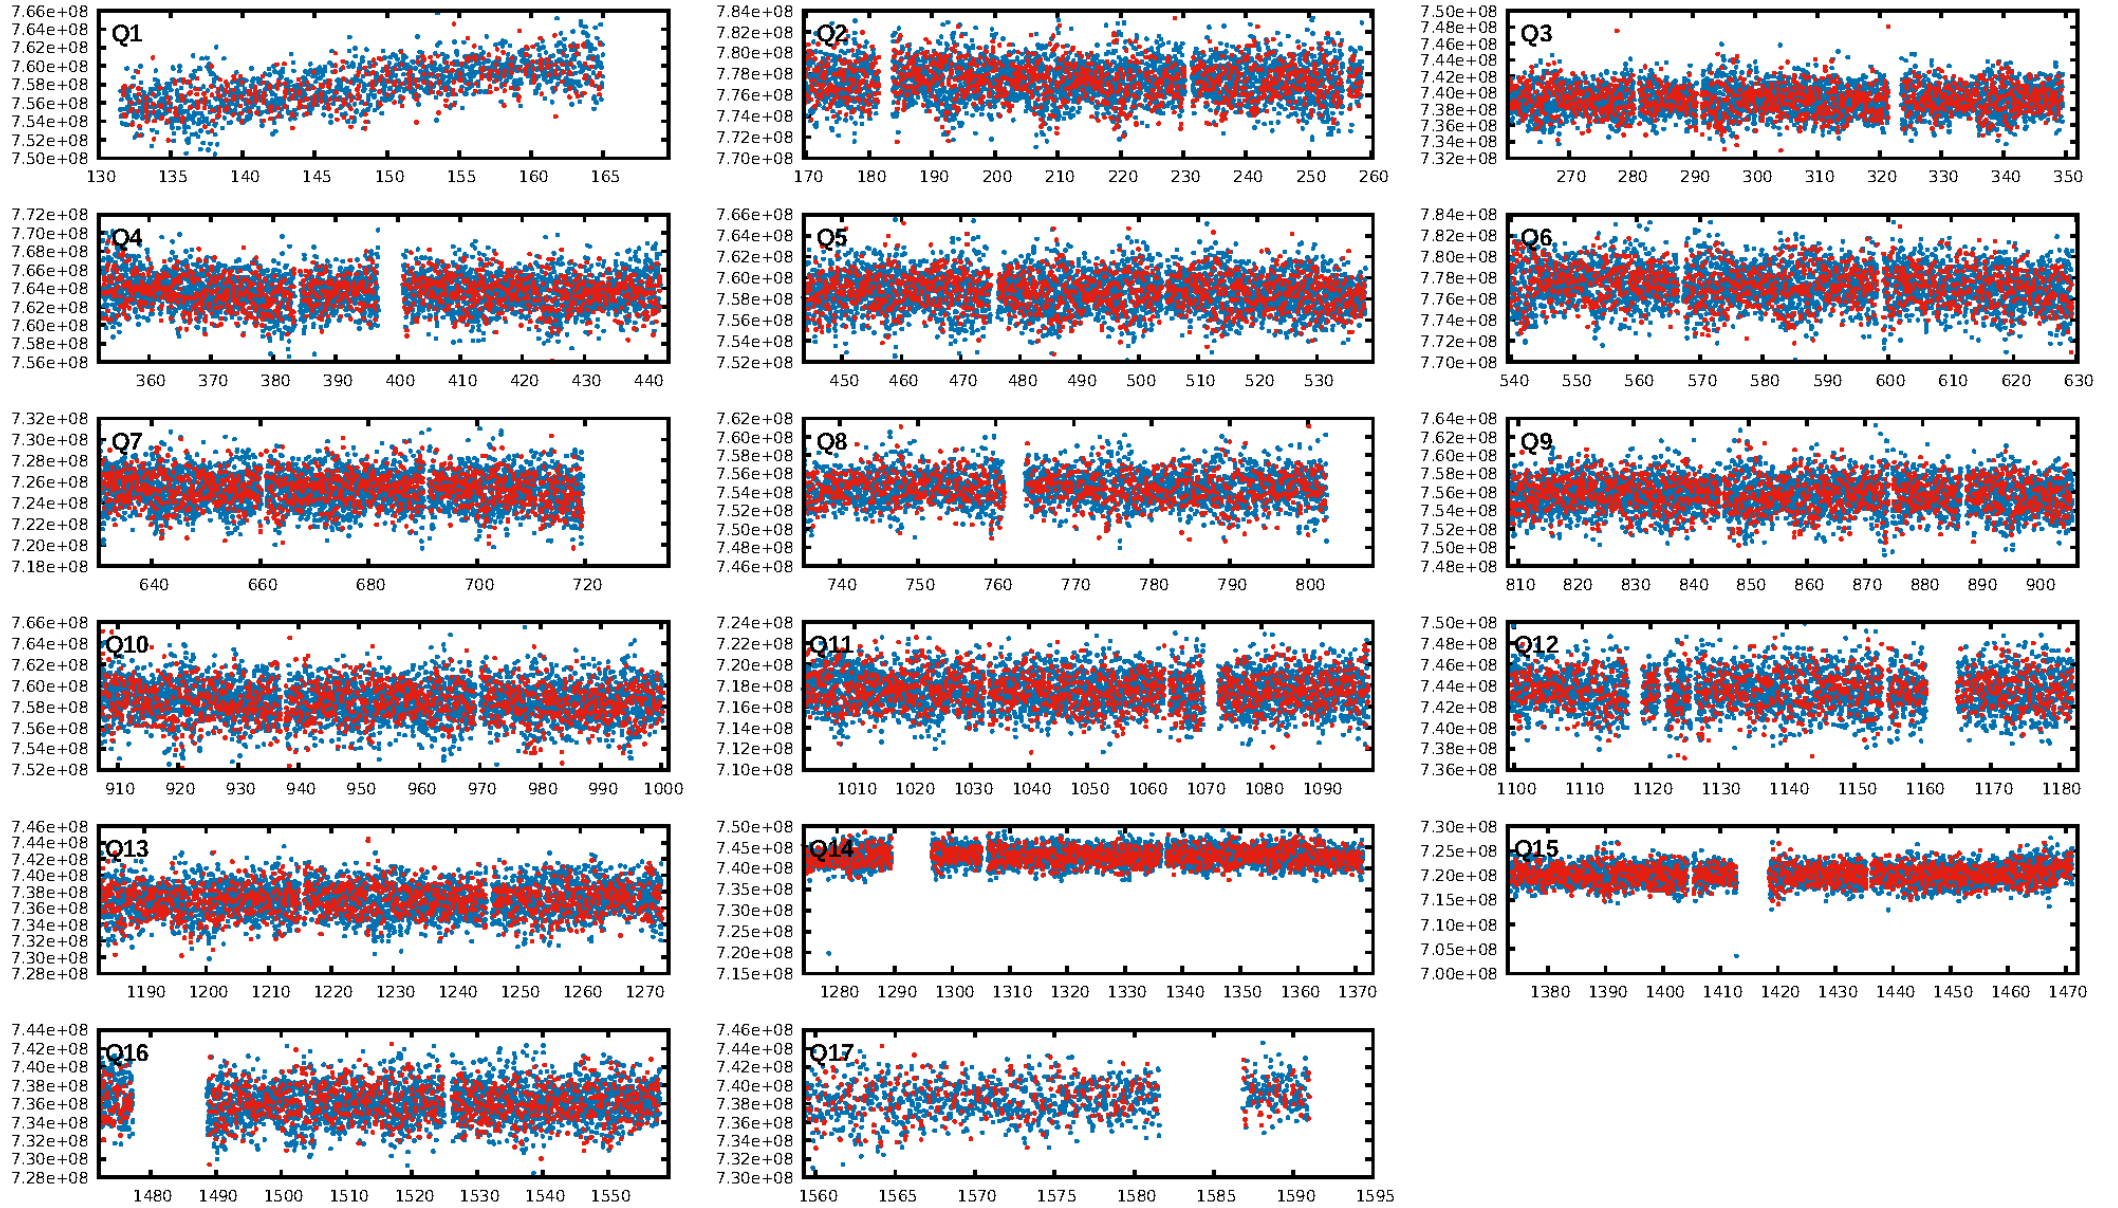 Q1
7.66e+08
7.64e+08
7.62e+08
7.60e+08
7.58e+08
7.56e+08
7.54e+08
7.52e+08
7.50e+08
130 135 140 145 150 155 160 165
Q2
7.84e+08
7.82e+08
7.80e+08
7.78e+08
7.76e+08
7.74e+08
7.72e+08
7.70e+08
170 180 190 200 210 220 230 240 250 260
Q3
7.50e+08
7.48e+08
7.46e+08
7.44e+08
7.42e+08
7.40e+08
7.38e+08
7.36e+08
7.34e+08
7.32e+08
270 280 290 300 310 320 330 340 350
Q4
7.72e+08
7.70e+08
7.68e+08
7.66e+08
7.64e+08
7.62e+08
7.60e+08
7.58e+08
7.56e+08
360 370 380 390 400 410 420 430 440
Q5
7.66e+08
7.64e+08
7.62e+08
7.60e+08
7.58e+08
7.56e+08
7.54e+08
7.52e+08
450 460 470 480 490 500 510 520 530
Q6
7.84e+08
7.82e+08
7.80e+08
7.78e+08
7.76e+08
7.74e+08
7.72e+08
7.70e+08
540 550 560 570 580 590 600 610 620 630
Q7
7.32e+08
7.30e+08
7.28e+08
7.26e+08
7.24e+08
7.22e+08
7.20e+08
7.18e+08
640 660 680 700 720
Q8
7.62e+08
7.60e+08
7.58e+08
7.56e+08
7.54e+08
7.52e+08
7.50e+08
7.48e+08
7.46e+08
740 750 760 770 780 790 800
Q9
7.64e+08
7.62e+08
7.60e+08
7.58e+08
7.56e+08
7.54e+08
7.52e+08
7.50e+08
7.48e+08
810 820 830 840 850 860 870 880 890 900
Q10
7.66e+08
7.64e+08
7.62e+08
7.60e+08
7.58e+08
7.56e+08
7.54e+08
7.52e+08
910 920 930 940 950 960 970 980 990 1000
Q11
7.24e+08
7.22e+08
7.20e+08
7.18e+08
7.16e+08
7.14e+08
7.12e+08
7.10e+08
1010 1020 1030 1040 1050 1060 1070 1080 1090
Q12
7.50e+08
7.48e+08
7.46e+08
7.44e+08
7.42e+08
7.40e+08
7.38e+08
7.36e+08
1100 1110 1120 1130 1140 1150 1160 1170 1180
Q13
7.46e+08
7.44e+08
7.42e+08
7.40e+08
7.38e+08
7.36e+08
7.34e+08
7.32e+08
7.30e+08
7.28e+08
1190 1200 1210 1220 1230 1240 1250 1260 1270
Q14
7.50e+08
7.45e+08
7.40e+08
7.35e+08
7.30e+08
7.25e+08
7.20e+08
7.15e+08
1280 1290 1300 1310 1320 1330 1340 1350 1360 1370
Q15
7.30e+08
7.25e+08
7.20e+08
7.15e+08
7.10e+08
7.05e+08
7.00e+08
1380 1390 1400 1410 1420 1430 1440 1450 1460 1470
Q16
7.44e+08
7.42e+08
7.40e+08
7.38e+08
7.36e+08
7.34e+08
7.32e+08
7.30e+08
7.28e+08
1480 1490 1500 1510 1520 1530 1540 1550
Q17
7.46e+08
7.44e+08
7.42e+08
7.40e+08
7.38e+08
7.36e+08
7.34e+08
7.32e+08
7.30e+08
1560 1565 1570 1575 1580 1585 1590 1595